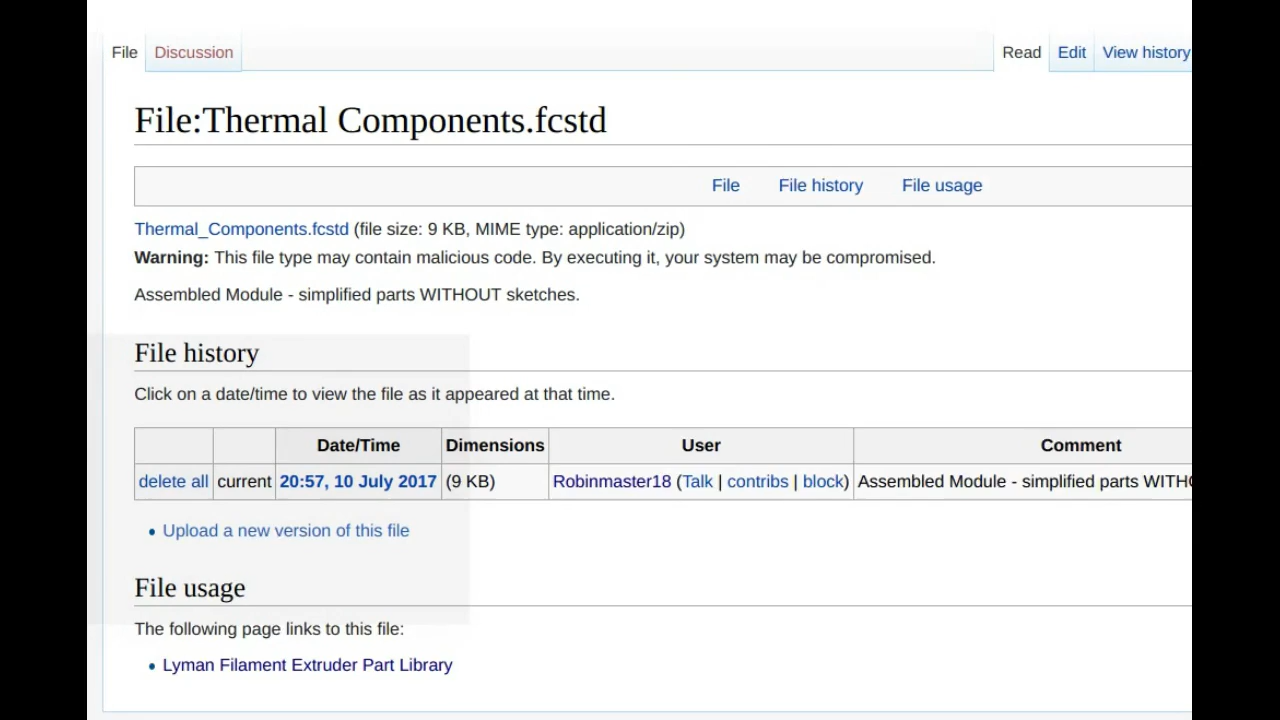 File Discussion Read Edit View history
File:Thermal Components.fcstd
File File history File usage
Thermal_Components.fcstd (file size: 9 KB, MIME type: application/zip)
Warning: This file type may contain malicious code. By executing it, your system may be compromised.
Assembled Module - simplified parts WITHOUT sketches.
File history
Click on a date/time to view the file as it appeared at that time.
Date/Time Dimensions User Comment
delete all current 20:57, 10 July 2017 (9 KB) Robinmaster18 (Talk | contribs | block) Assembled Module - simplified parts
• Upload a new version of this file
File usage
The following page links to this file:
• Lyman Filament Extruder Part Library